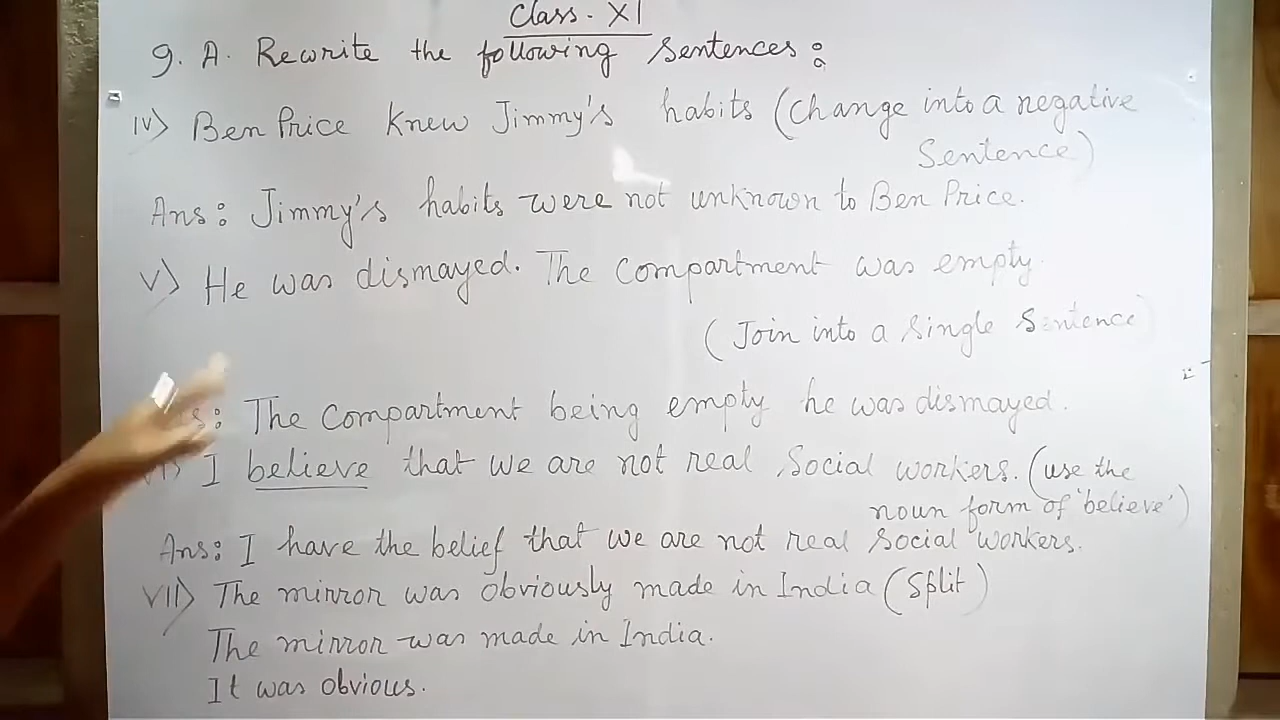 Class - XI
9. A. Rewrite the following sentences :
IV) Ben Price knew Jimmy's habits (Change into a negative
Sentence)
Ans : Jimmy's habits were not unknown to Ben Price.
V) He was dismayed. The compartment was empty.
(Join into a single sentence)
The compartment being empty he was dismayed.
I believe that we are not real social workers. (use the
noun form of 'believe')
Ans : I have the belief that we are not real social workers.
VII) The mirror was obviously made in India (Split)
The mirror was made in India.
It was obvious.